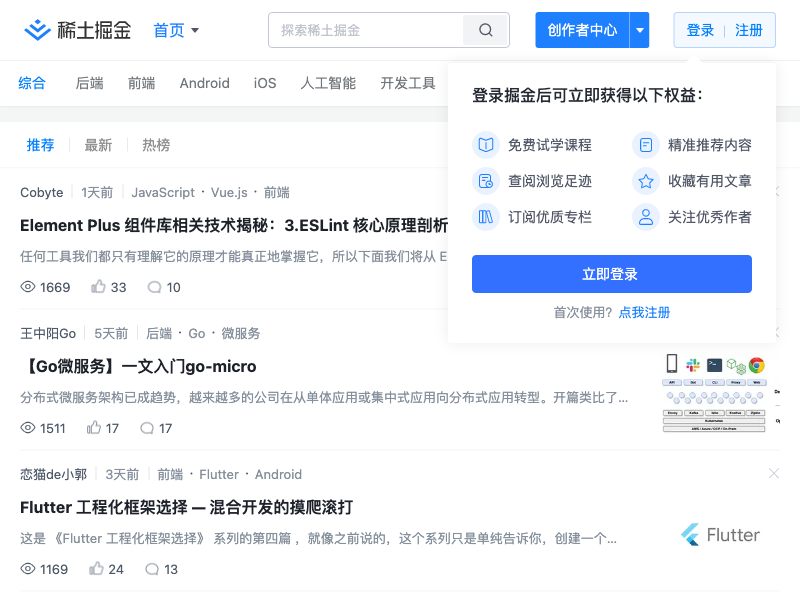 稀土掘金 首页 探索稀土掘金 创作者中心 登录 注册
综合 后端 前端 Android iOS 人工智能 开发工具
登录掘金后可立即获得以下权益：
免费试学课程 精准推荐内容
查阅浏览足迹 收藏有用文章
订阅优质专栏 关注优秀作者
立即登录
首次使用？ 点我注册
推荐 最新 热榜
Cobyte 1天前 JavaScript · Vue.js · 前端
Element Plus 组件库相关技术揭秘：3.ESLint 核心原理剖析
任何工具我们都只有理解它的原理才能真正地掌握它，所以下面我们将从 E
1669 33 10
王中阳Go 5天前 后端 · Go · 微服务
【Go微服务】一文入门go-micro
分布式微服务架构已成趋势，越来越多的公司在从单体应用或集中式应用向分布式应用转型。开篇类比了...
1511 17 17
恋猫de小郭 3天前 前端 · Flutter · Android
Flutter 工程化框架选择 — 混合开发的摸爬滚打
这是 《Flutter 工程化框架选择》 系列的第四篇 ，就像之前说的，这个系列只是单纯告诉你，创建一个...
1169 24 13
Flutter